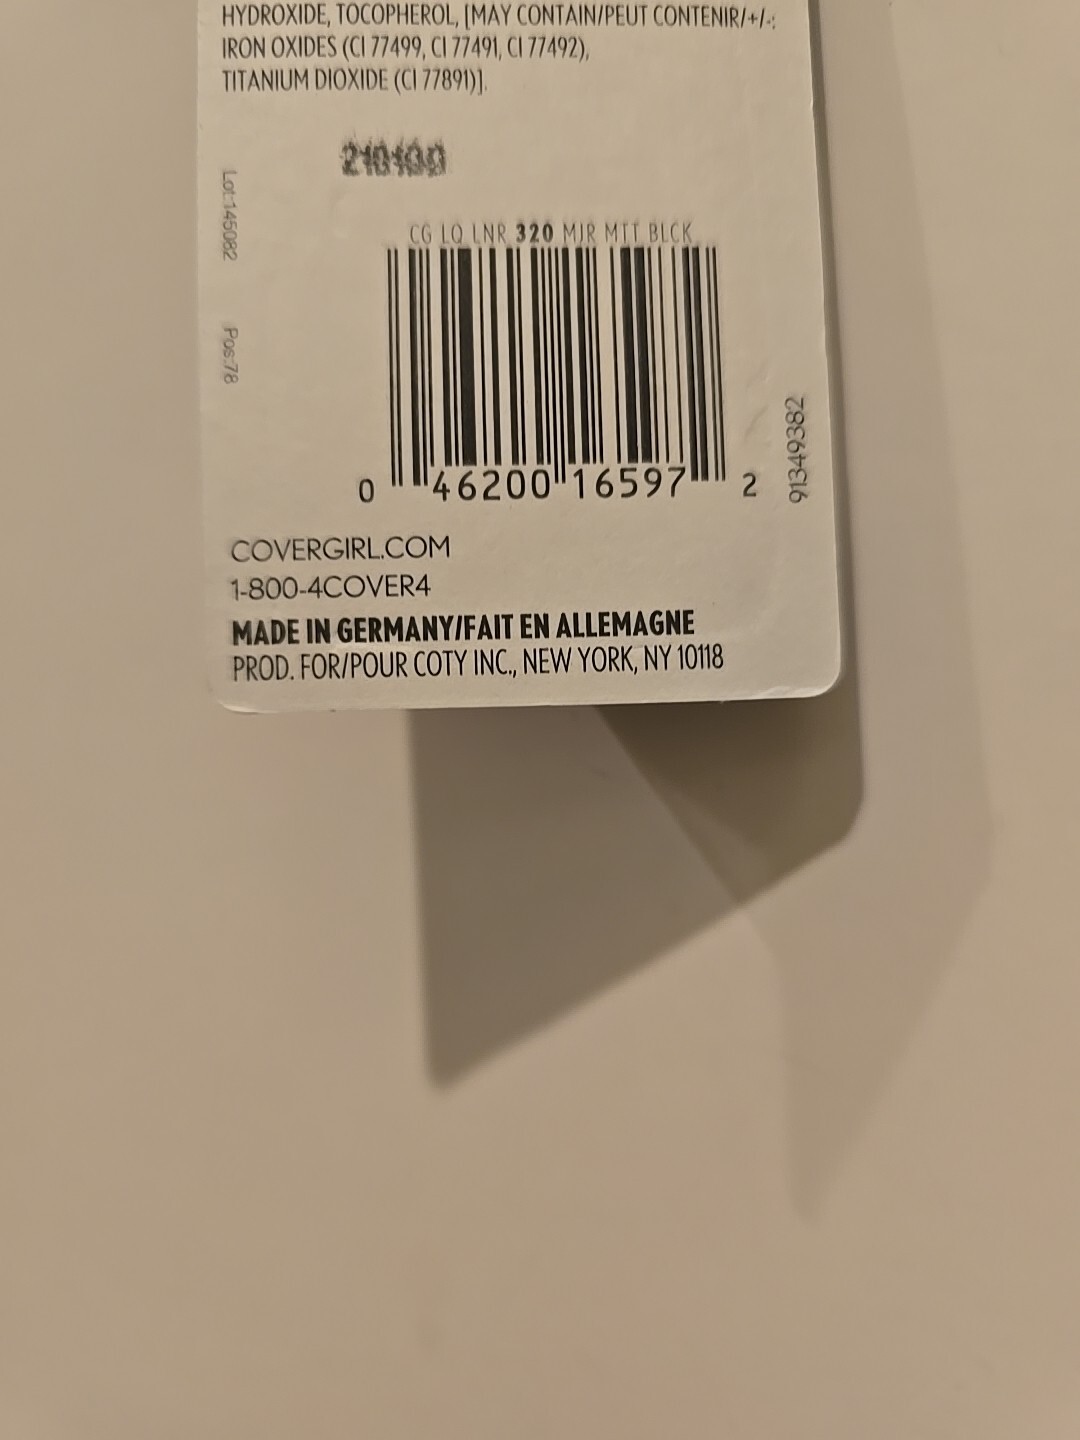 HYDROXIDE, TOCOPHEROL, [MAY CONTAIN/PEUT CONTENIR/+/-:
IRON OXIDES (CI 77499, CI 77491, CI 77492),
TITANIUM DIOXIDE (CI 77891)].
Lot:145082
Pos:78
CG LQ LNR 320 MJR MTT BLCK
0 46200 16597 2
91349382
COVERGIRL.COM
1-800-4COVER4
MADE IN GERMANY/FAIT EN ALLEMAGNE
PROD. FOR/POUR COTY INC., NEW YORK, NY 10118